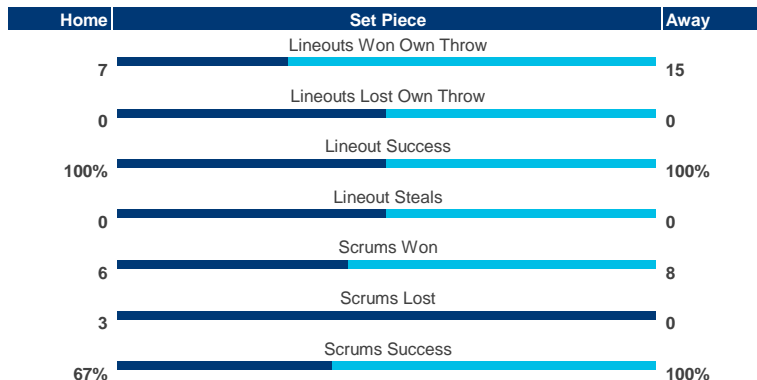 Home Set Piece Away
Lineouts Won Own Throw
7 15
Lineouts Lost Own Throw
0 0
Lineout Success
100% 100%
Lineout Steals
0 0
Scrums Won
6 8
Scrums Lost
3 0
Scrums Success
67% 100%